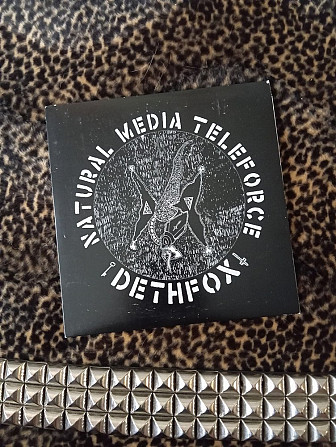 NATURAL MEDIA TELEFORCE
DETHFOX